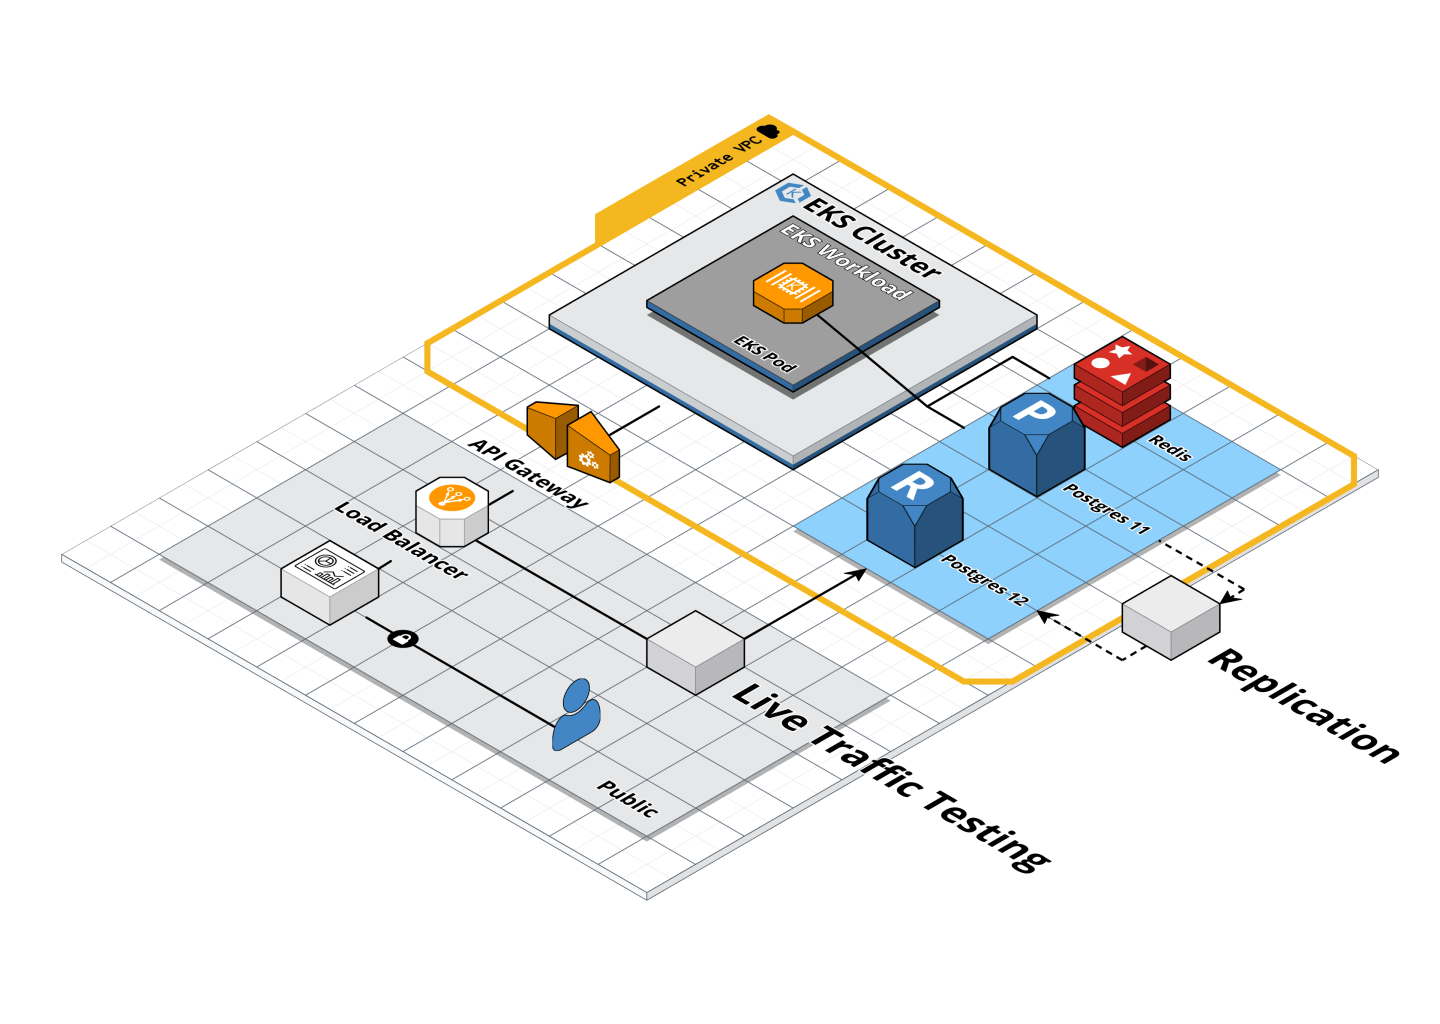 Private VPC
K
EKS Cluster
EKS Workload
K
EKS Pod
Redis
P
Postgres 11
R
Postgres 12
API Gateway
Load Balancer
Replication
Live Traffic Testing
Public